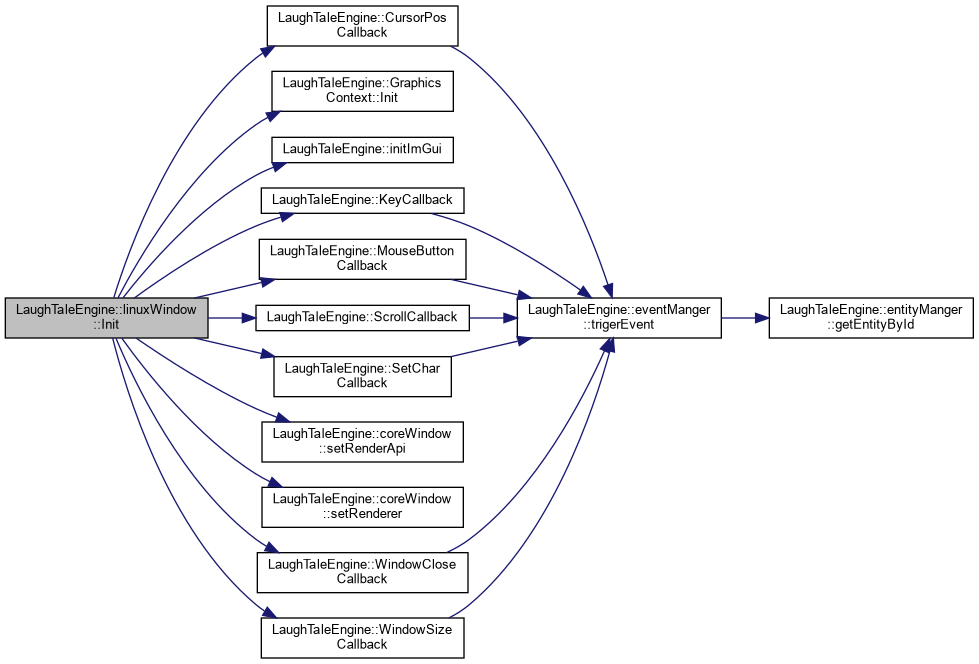 LaughTaleEngine::CursorPos
Callback
LaughTaleEngine::Graphics
Context::Init
LaughTaleEngine::initImGui
LaughTaleEngine::KeyCallback
LaughTaleEngine::MouseButton
Callback
LaughTaleEngine::linuxWindow
::Init
LaughTaleEngine::ScrollCallback
LaughTaleEngine::eventManger
::trigerEvent
LaughTaleEngine::entityManger
::getEntityById
LaughTaleEngine::SetChar
Callback
LaughTaleEngine::coreWindow
::setRenderApi
LaughTaleEngine::coreWindow
::setRenderer
LaughTaleEngine::WindowClose
Callback
LaughTaleEngine::WindowSize
Callback